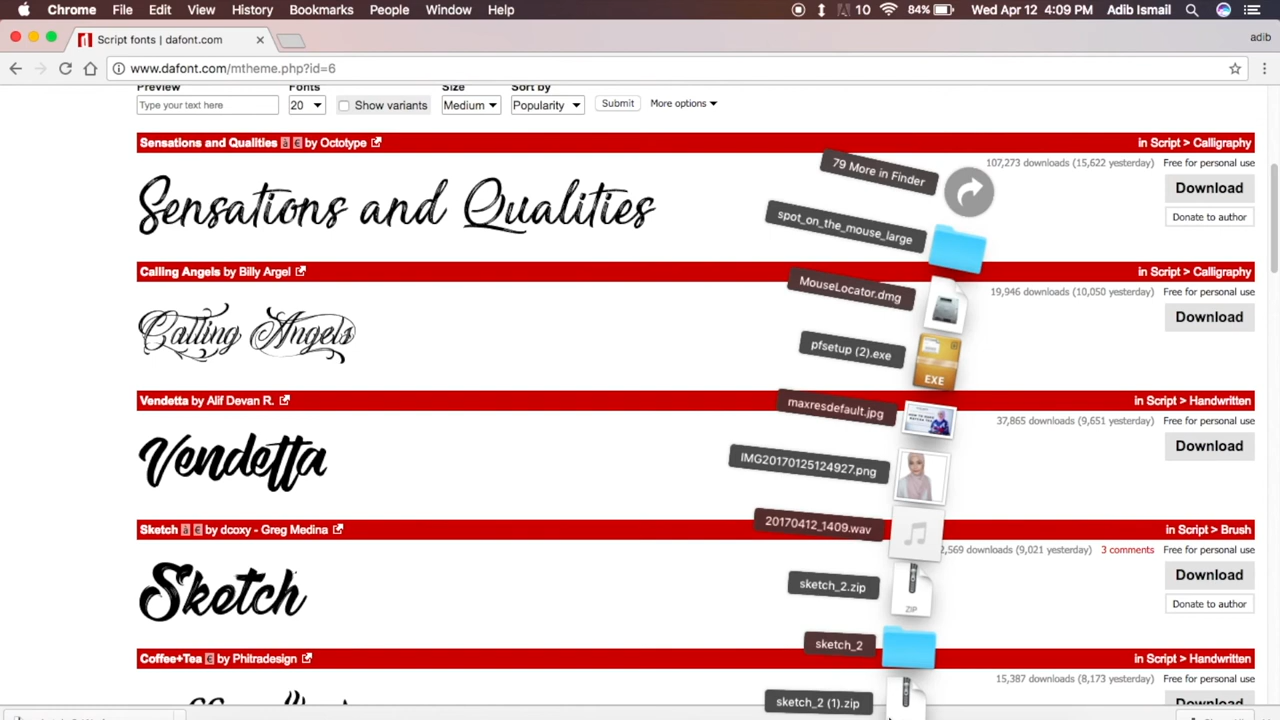 Chrome File Edit View History Bookmarks People Window Help 10 84% Wed Apr 12 4:09 PM Adib Ismail
Script fonts | dafont.com
adib
www.dafont.com/mtheme.php?id=6
Preview Fonts Size Sort by
Type your text here 20 Show variants Medium Popularity Submit More options
Sensations and Qualities à € by Octotype in Script > Calligraphy
107,273 downloads (15,622 yesterday) Free for personal use
Sensations and Qualities
Download
Donate to author
79 More in Finder
spot_on_the_mouse_large
Calling Angels by Billy Argel in Script > Calligraphy
19,946 downloads (10,050 yesterday) Free for personal use
Calling Angels
Download
MouseLocator.dmg
pfsetup (2).exe
EXE
Vendetta by Alif Devan R. in Script > Handwritten
37,865 downloads (9,651 yesterday) Free for personal use
Vendetta
Download
maxresdefault.jpg
IMG20170125124927.png
20170412_1409.wav
Sketch à € by dcoxy - Greg Medina in Script > Brush
2,569 downloads (9,021 yesterday) 3 comments Free for personal use
Sketch
Download
Donate to author
sketch_2.zip
ZIP
sketch_2
Coffee+Tea € by Phitradesign in Script > Handwritten
15,387 downloads (8,173 yesterday) Free for personal use
Download
sketch_2 (1).zip